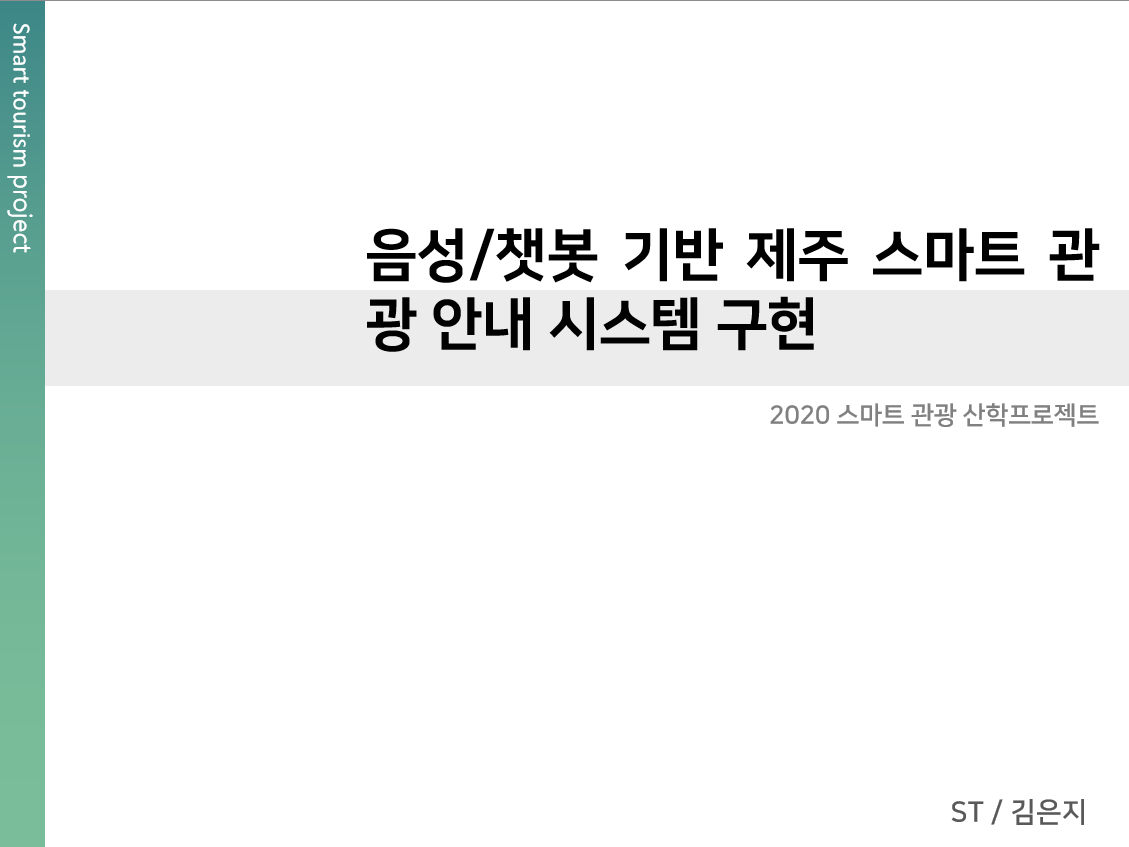 Smart tourism project
음성/챗봇 기반 제주 스마트 관
광 안내 시스템 구현
2020 스마트 관광 산학프로젝트
ST / 김은지